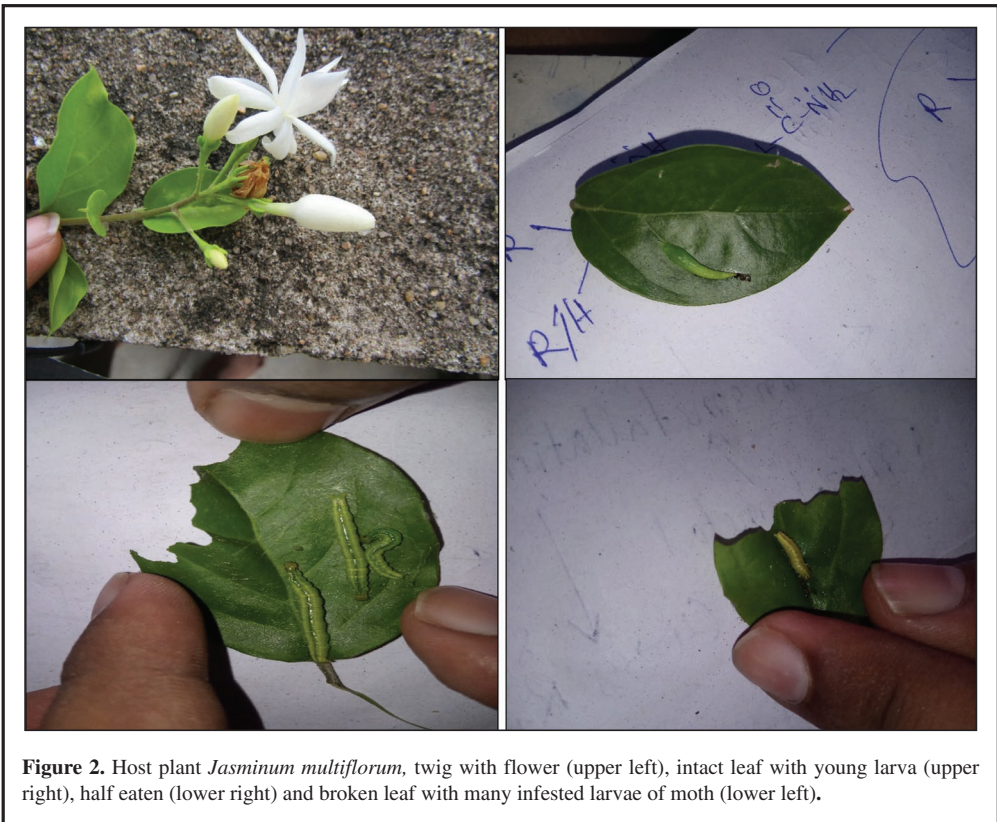 R
C-NH2
R
R
H
Figure 2. Host plant Jasminum multiflorum, twig with flower (upper left), intact leaf with young larva (upper
right), half eaten (lower right) and broken leaf with many infested larvae of moth (lower left).